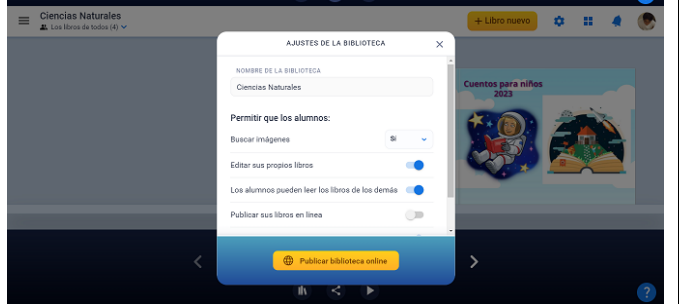 Ciencias Naturales
Los libros de todos (4)
+ Libro nuevo
AJUSTES DE LA BIBLIOTECA
NOMBRE DE LA BIBLIOTECA
Ciencias Naturales
Permitir que los alumnos:
Buscar imágenes
Sí
Editar sus propios libros
Los alumnos pueden leer los libros de los demás
Publicar sus libros en línea
Publicar biblioteca online
Cuentos para niños
2023
?